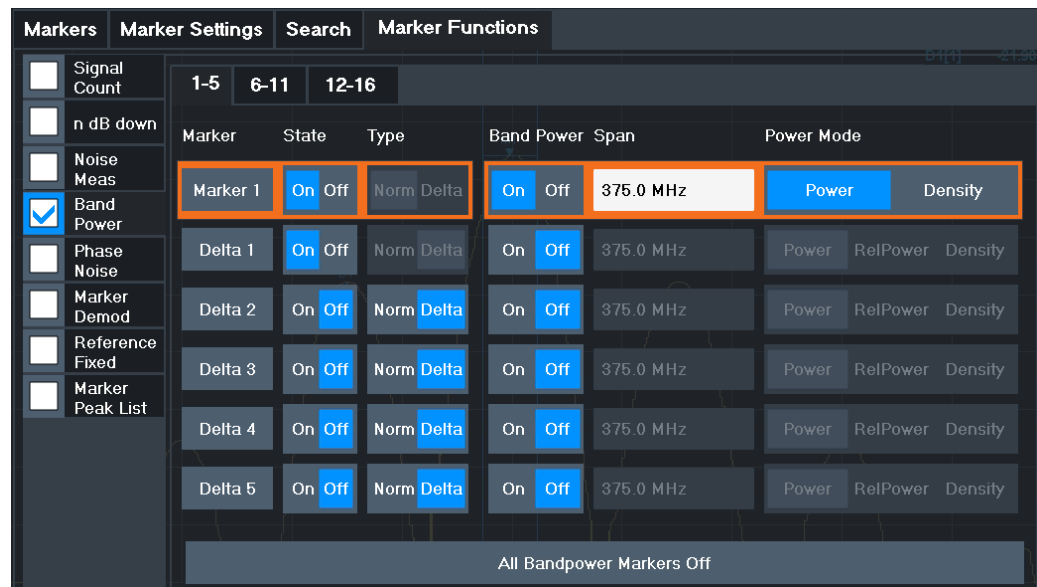 Markers Marker Settings Search Marker Functions
D1[1] -21.90
Signal
Count
n dB down
Noise
Meas
Band
Power
Phase
Noise
Marker
Demod
Reference
Fixed
Marker
Peak List
1-5 6-11 12-16
Marker State Type Band Power Span Power Mode
Marker 1 On Off Norm Delta On Off 375.0 MHz Power Density
Delta 1 On Off Norm Delta On Off 375.0 MHz Power RelPower Density
Delta 2 On Off Norm Delta On Off 375.0 MHz Power RelPower Density
Delta 3 On Off Norm Delta On Off 375.0 MHz Power RelPower Density
Delta 4 On Off Norm Delta On Off 375.0 MHz Power RelPower Density
Delta 5 On Off Norm Delta On Off 375.0 MHz Power RelPower Density
All Bandpower Markers Off